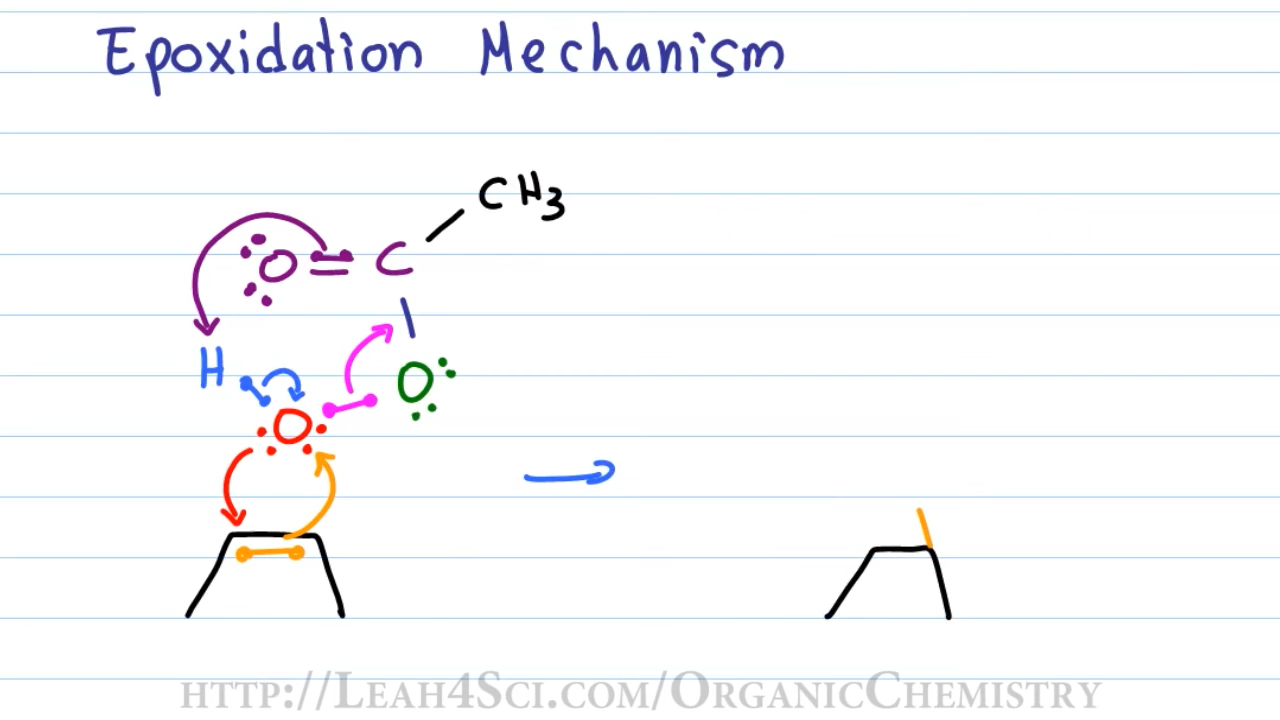 Epoxidation Mechanism
CH3
O = C
H
O
O
http://Leah4Sci.com/OrganicChemistry